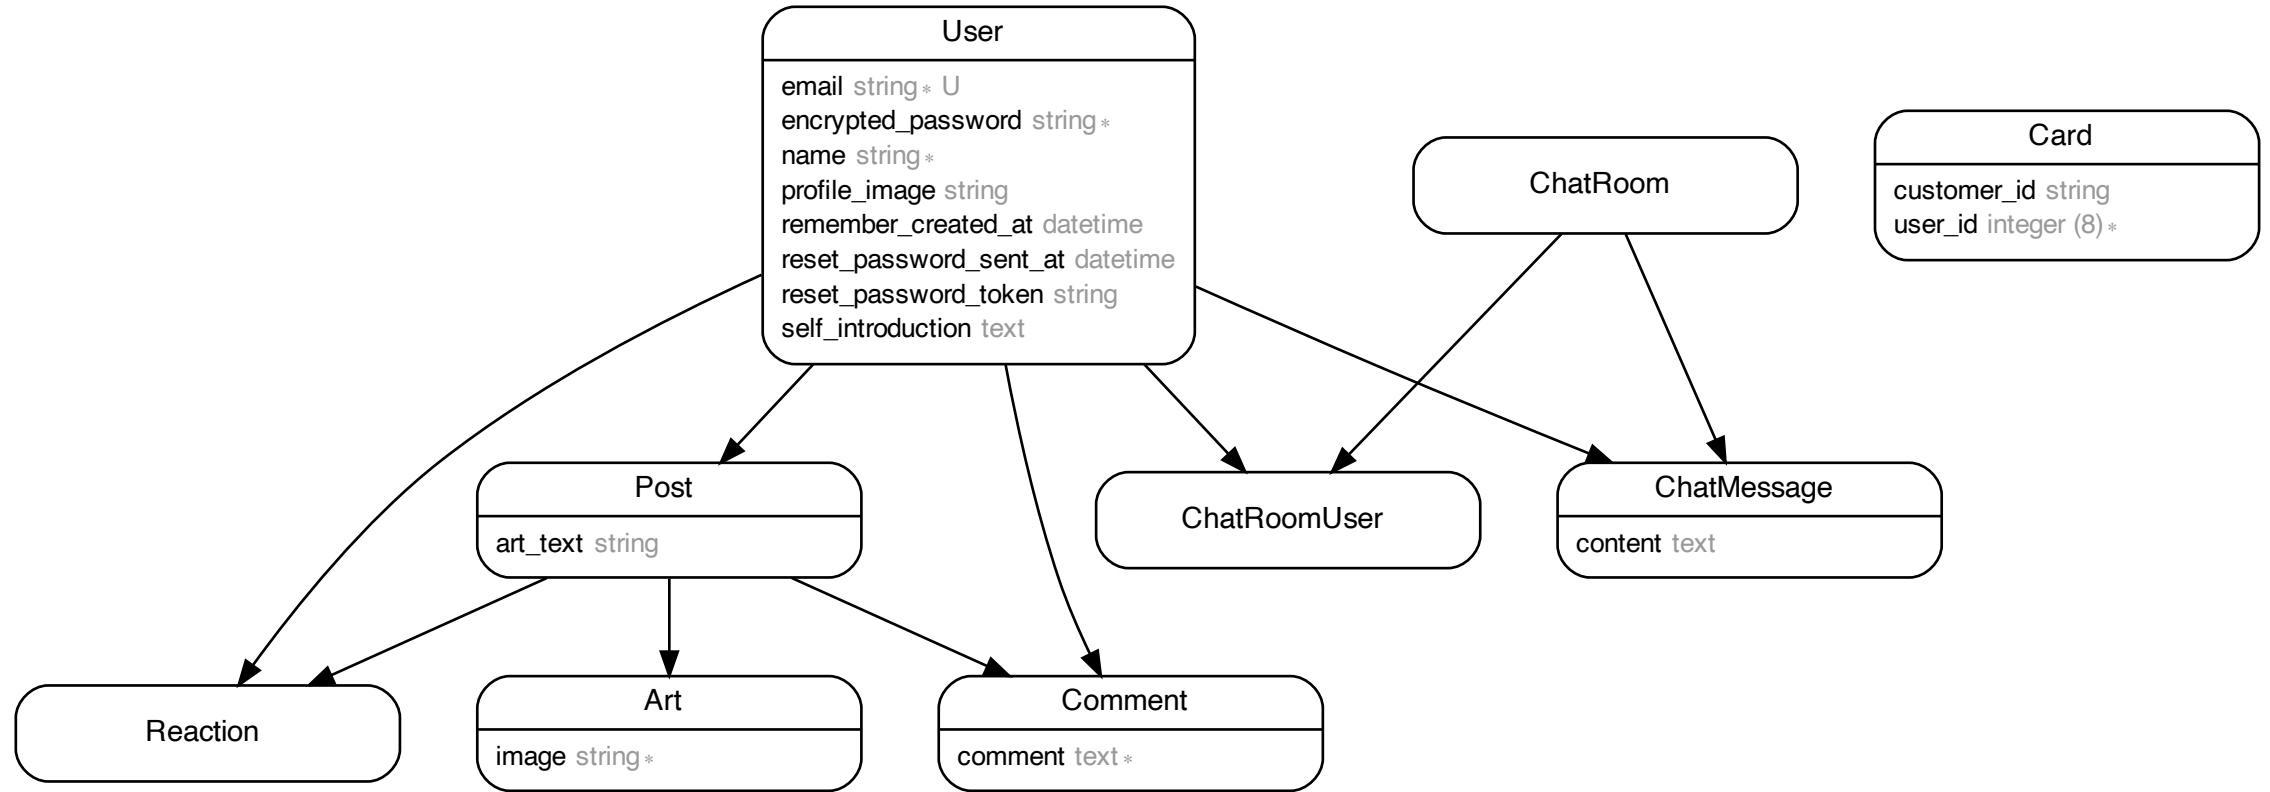 User
email string∗ U
encrypted_password string∗
name string∗
profile_image string
remember_created_at datetime
reset_password_sent_at datetime
reset_password_token string
self_introduction text
ChatRoom
Card
customer_id string
user_id integer (8)∗
Post
art_text string
ChatRoomUser
ChatMessage
content text
Reaction
Art
image string∗
Comment
comment text∗